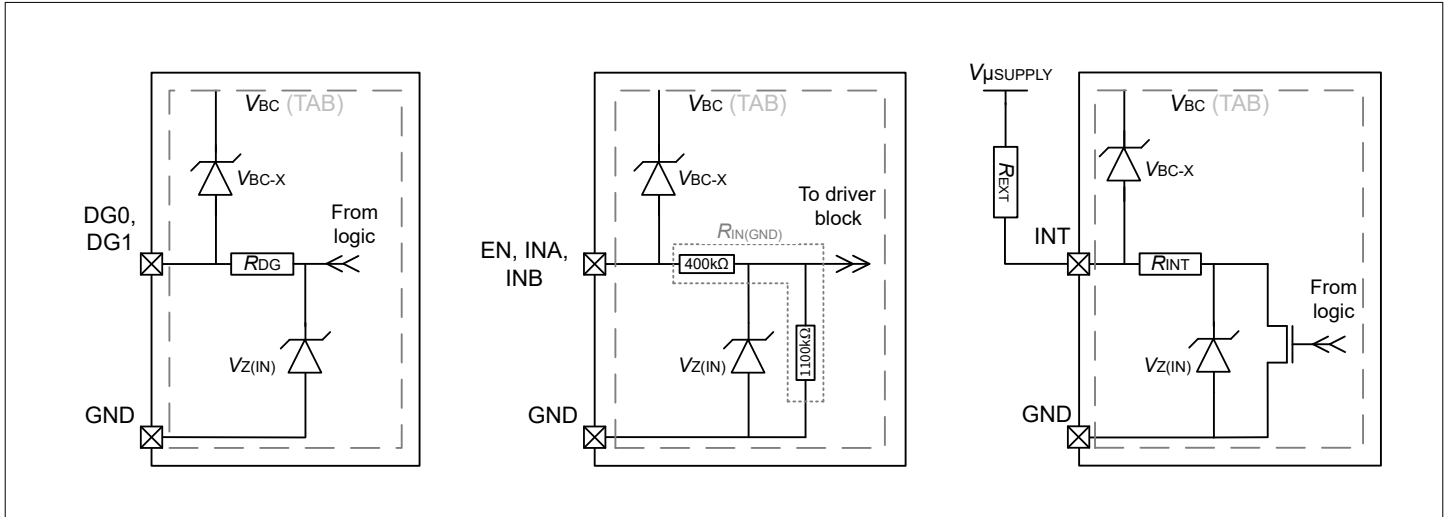 VBC (TAB)
VBC-X
DG0,
DG1
From
logic
RDG
VZ(IN)
GND
VBC (TAB)
VBC-X
To driver
block
RIN(GND)
EN, INA,
INB
400kΩ
1100kΩ
VZ(IN)
GND
VµSUPPLY
REXT
VBC (TAB)
VBC-X
INT
RINT
From
logic
VZ(IN)
GND